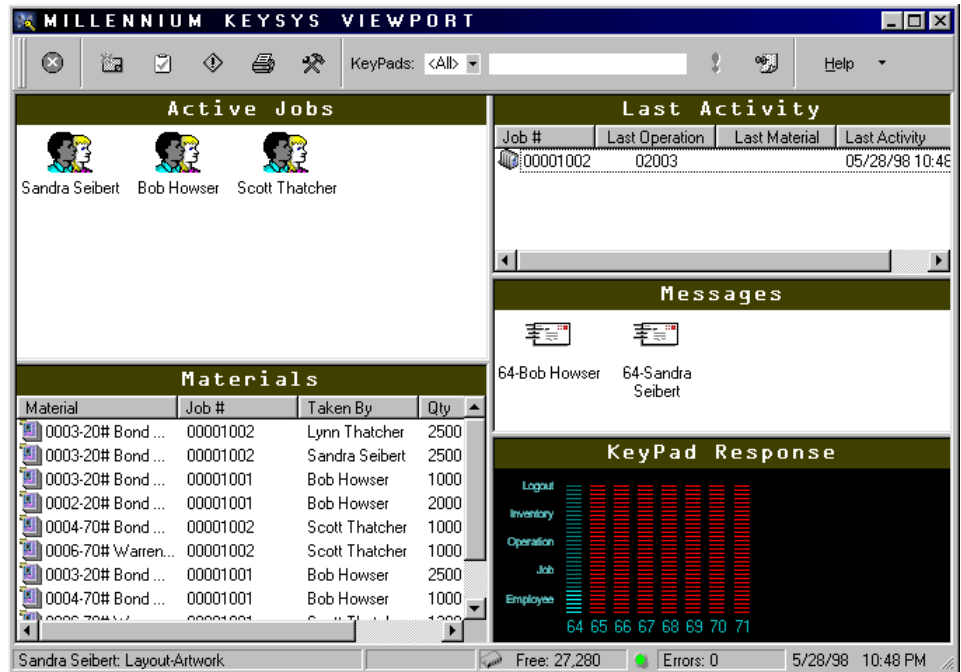 MILLENNIUM KEYSYS VIEWPORT
KeyPads: <All> Help
Active Jobs
Sandra Seibert Bob Howser Scott Thatcher
Last Activity
Job # Last Operation Last Material Last Activity
00001002 02003 05/28/98 10:48
Messages
64-Bob Howser 64-Sandra Seibert
Materials
Material Job # Taken By Qty
0003-20# Bond ... 00001002 Lynn Thatcher 2500
0003-20# Bond ... 00001002 Sandra Seibert 2500
0003-20# Bond ... 00001001 Bob Howser 1000
0002-20# Bond ... 00001001 Bob Howser 2000
0004-70# Bond ... 00001002 Scott Thatcher 1000
0006-70# Warren... 00001002 Scott Thatcher 1000
0003-20# Bond ... 00001001 Bob Howser 2500
0004-70# Bond ... 00001001 Bob Howser 1000
KeyPad Response
Logout
Inventory
Operation
Job
Employee
64 65 66 67 68 69 70 71
Sandra Seibert: Layout-Artwork Free: 27,280 Errors: 0 5/28/98 10:48 PM